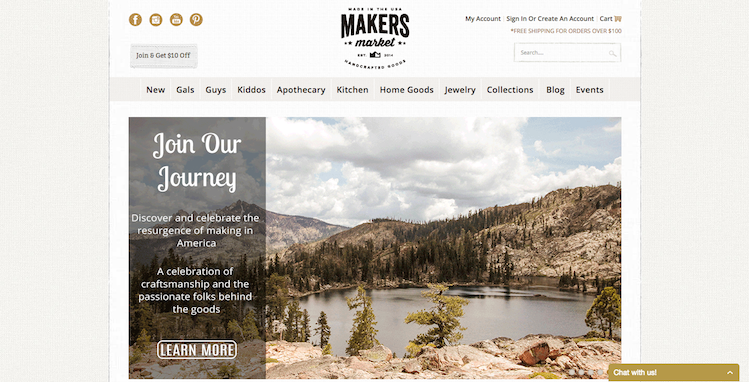 MADE IN THE USA
MAKERS
market
EST. 2014
HANDCRAFTED GOODS
My Account Sign In Or Create An Account Cart
*FREE SHIPPING FOR ORDERS OVER $100
Join & Get $10 Off
Search...
New Gals Guys Kiddos Apothecary Kitchen Home Goods Jewelry Collections Blog Events
Join Our
Journey
Discover and celebrate the
resurgence of making in
America
A celebration of
craftsmanship and the
passionate folks behind
the goods
LEARN MORE
Chat with us!